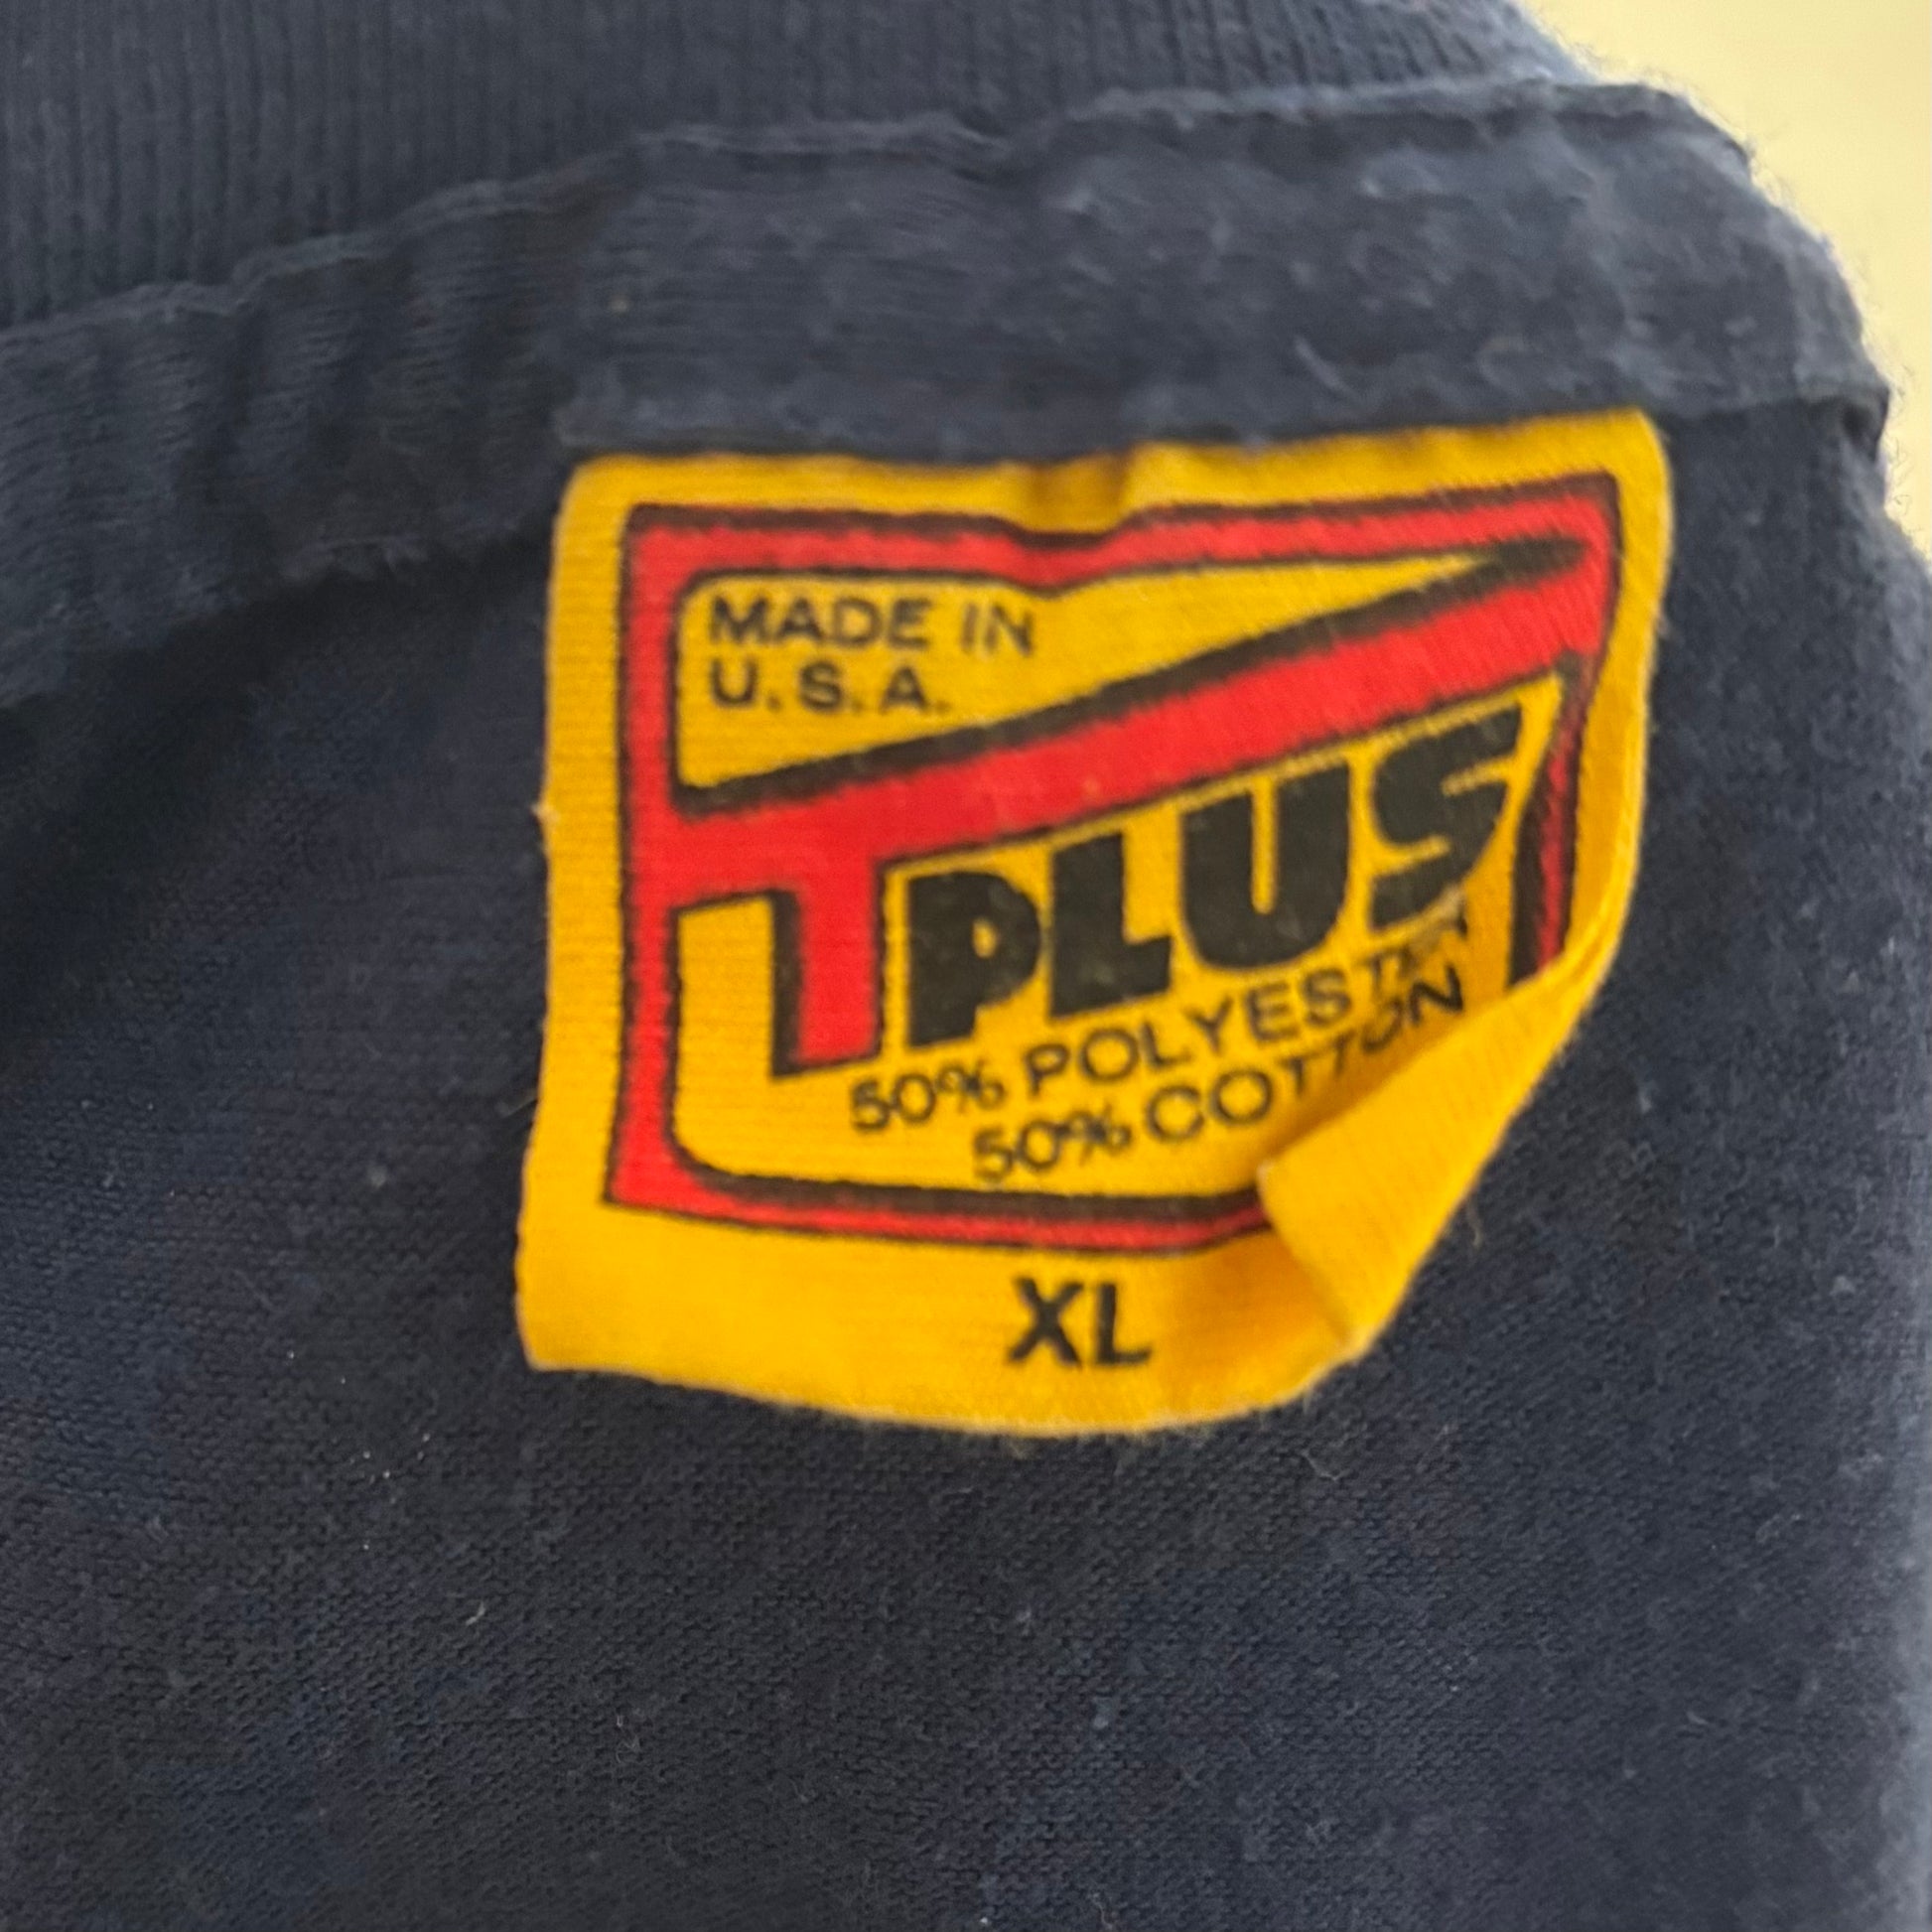 MADE IN
U.S.A.
T PLUS
50% POLYESTER
50% COTTON
XL